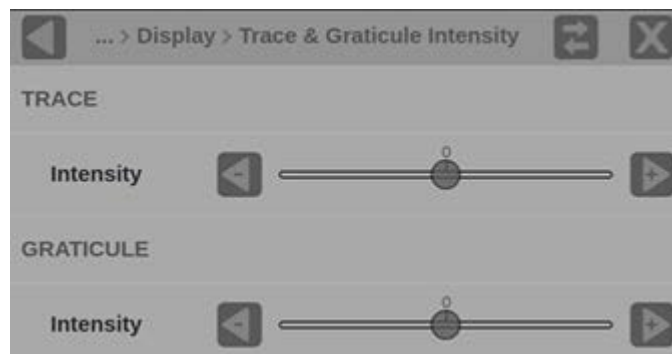 ... > Display > Trace & Graticule Intensity
TRACE
0
Intensity - +
GRATICULE
0
Intensity - +